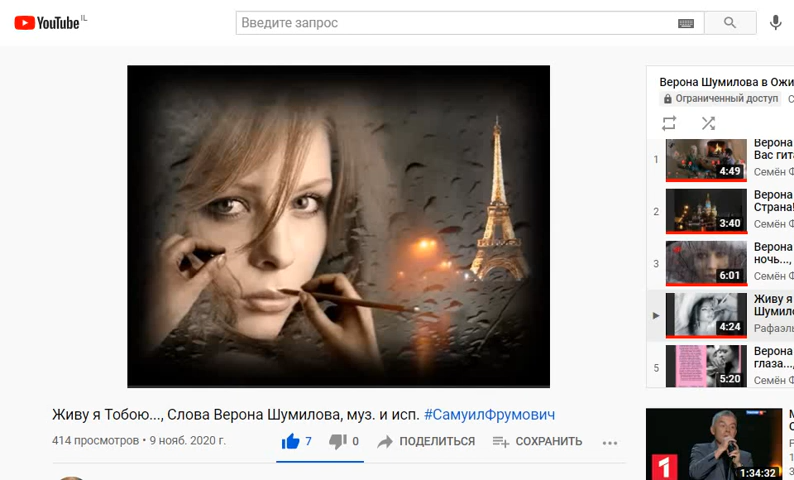 YouTube IL
Введите запрос
Верона Шумилова в Ожи
Ограниченный доступ
С
1
4:49
Верона
Вас гита
Семён Ф
2
3:40
Верона
Страна!
Семён Ф
3
6:01
Верона
ночь...,
Семён Ф
4:24
Живу я
Шумило
Рафаэль
5
5:20
Верона
глаза...,
Семён Ф
Живу я Тобою..., Слова Верона Шумилова, муз. и исп. #СамуилФрумович
414 просмотров • 9 нояб. 2020 г.
7
0
ПОДЕЛИТЬСЯ
СОХРАНИТЬ
1
1:34:32